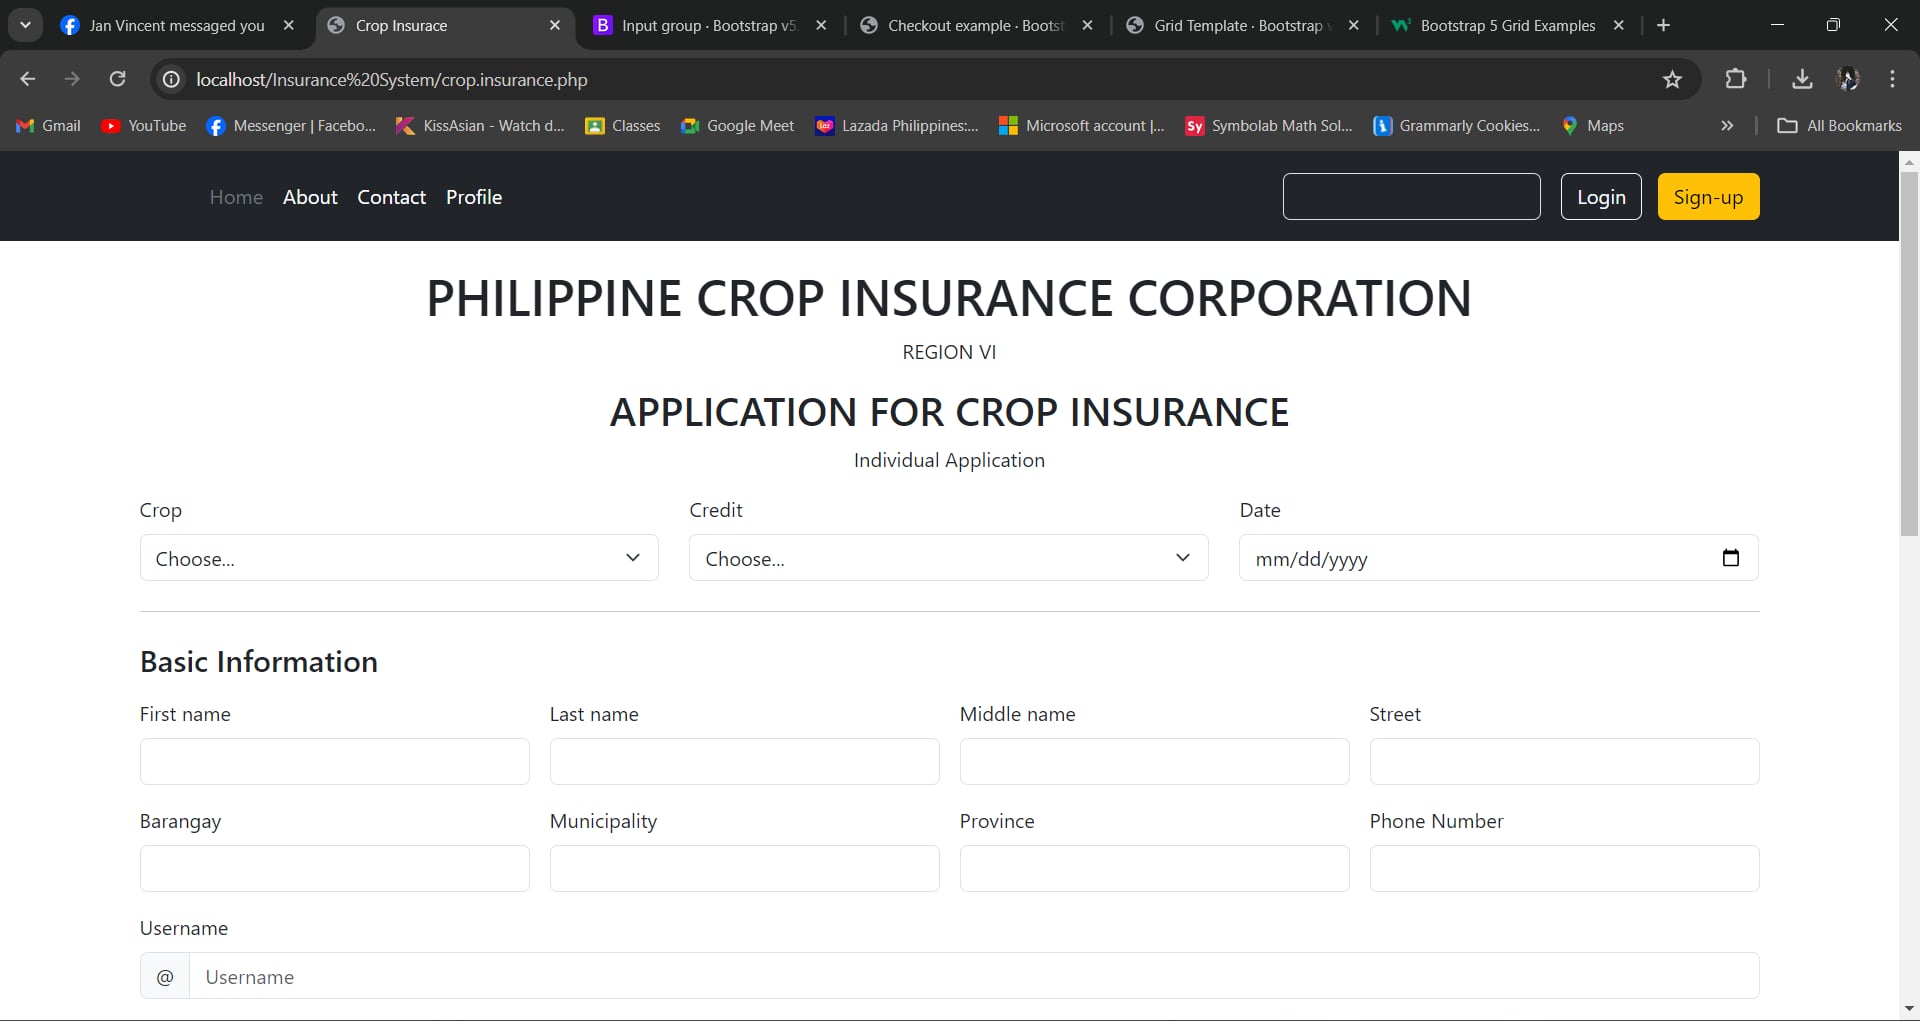 Jan Vincent messaged you
Crop Insurace
Input group · Bootstrap v5
Checkout example · Boots
Grid Template · Bootstrap
Bootstrap 5 Grid Examples
localhost/Insurance%20System/crop.insurance.php
Gmail
YouTube
Messenger | Facebo...
KissAsian - Watch d...
Classes
Google Meet
Lazada Philippines:...
Microsoft account |...
Sy
Symbolab Math Sol...
Grammarly Cookies...
Maps
All Bookmarks
Home About Contact Profile
Login
Sign-up
PHILIPPINE CROP INSURANCE CORPORATION
REGION VI
APPLICATION FOR CROP INSURANCE
Individual Application
Crop Credit Date
Choose... Choose... mm/dd/yyyy
Basic Information
First name Last name Middle name Street
Barangay Municipality Province Phone Number
Username
@ Username